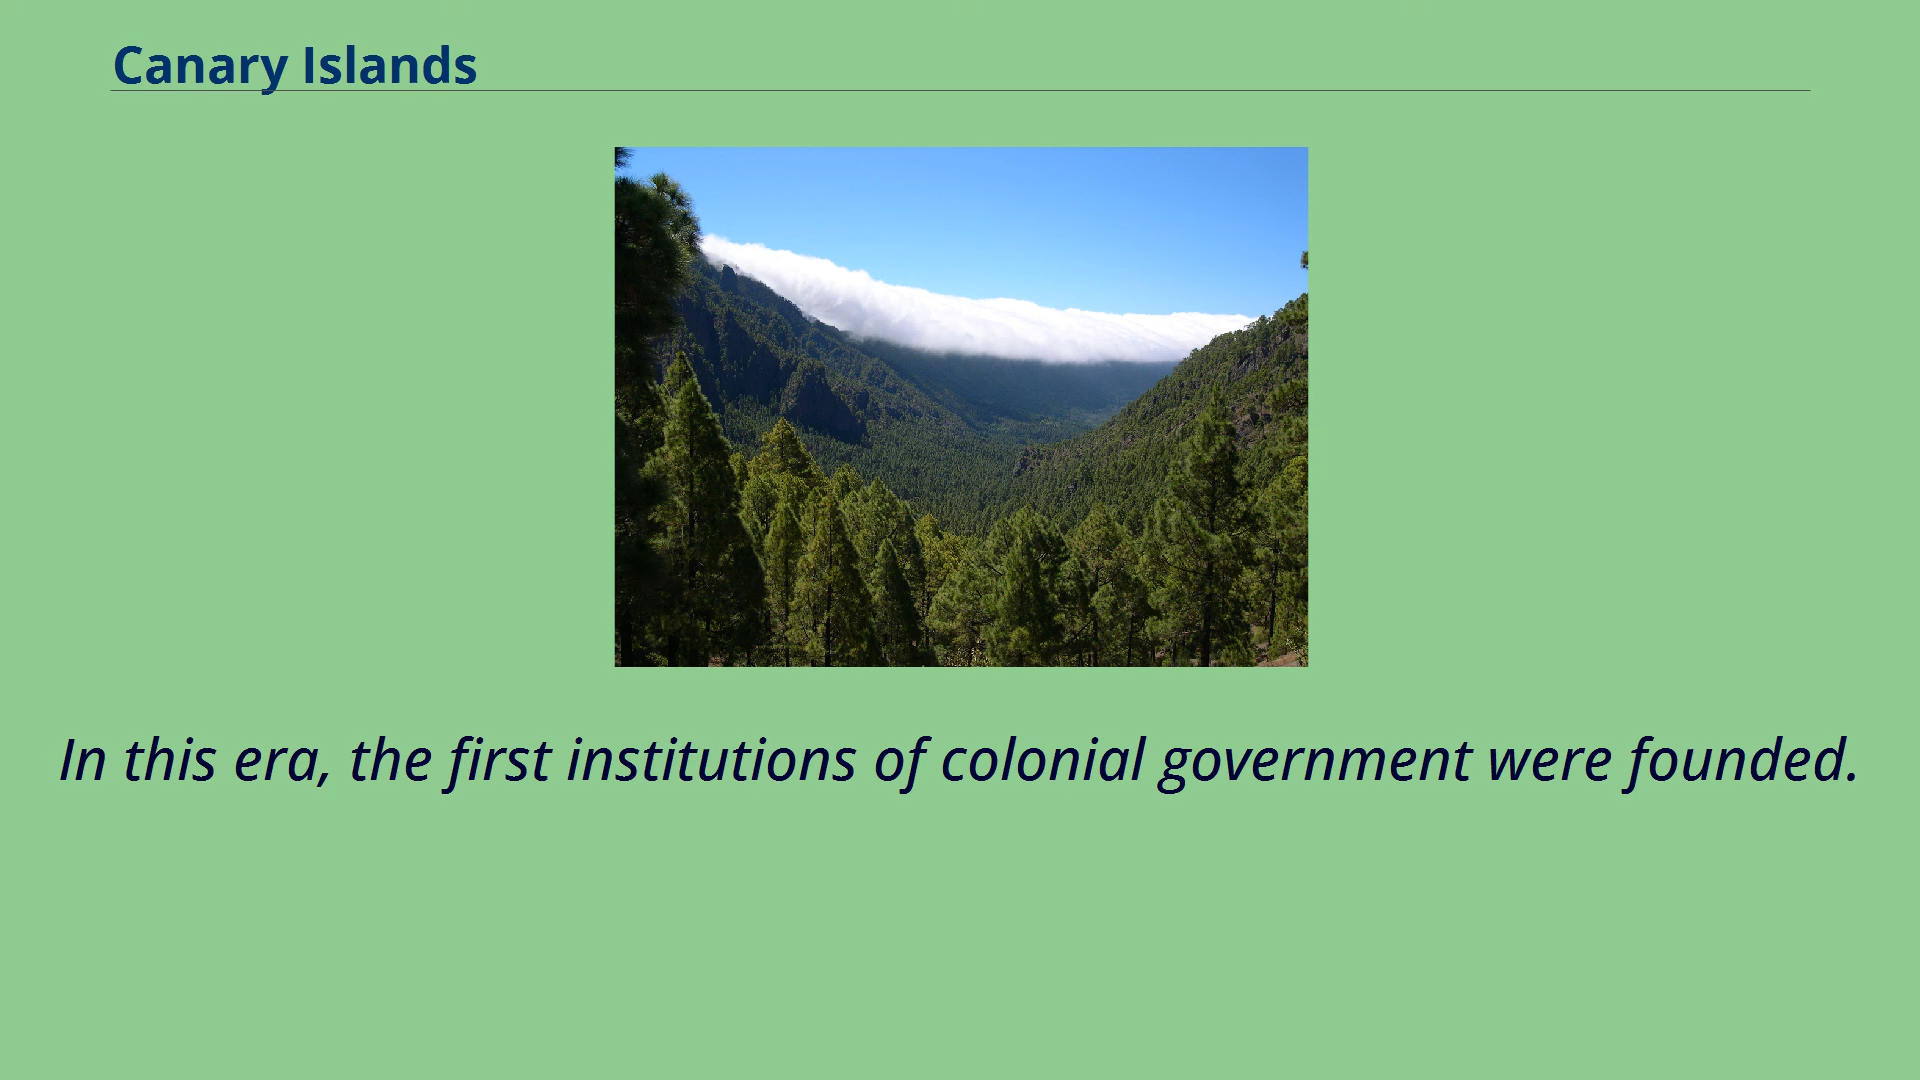 Canary Islands
In this era, the first institutions of colonial government were founded.